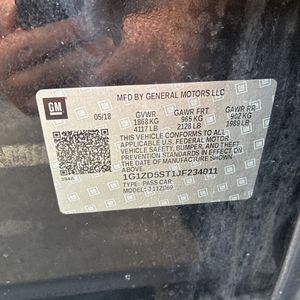 GM
MFD BY GENERAL MOTORS LLC
05/18
GVWR GAWR FRT GAWR RR
1868 KG 965 KG 902 KG
4117 LB 2128 LB 1989 LB
THIS VEHICLE CONFORMS TO ALL
APPLICABLE U.S. FEDERAL MOTOR
VEHICLE SAFETY, BUMPER, AND
THEFT PREVENTION STANDARDS
IN EFFECT ON THE DATE OF
MANUFACTURE SHOWN ABOVE.
1G1ZD5ST1JF234011
TYPE: PASS CAR